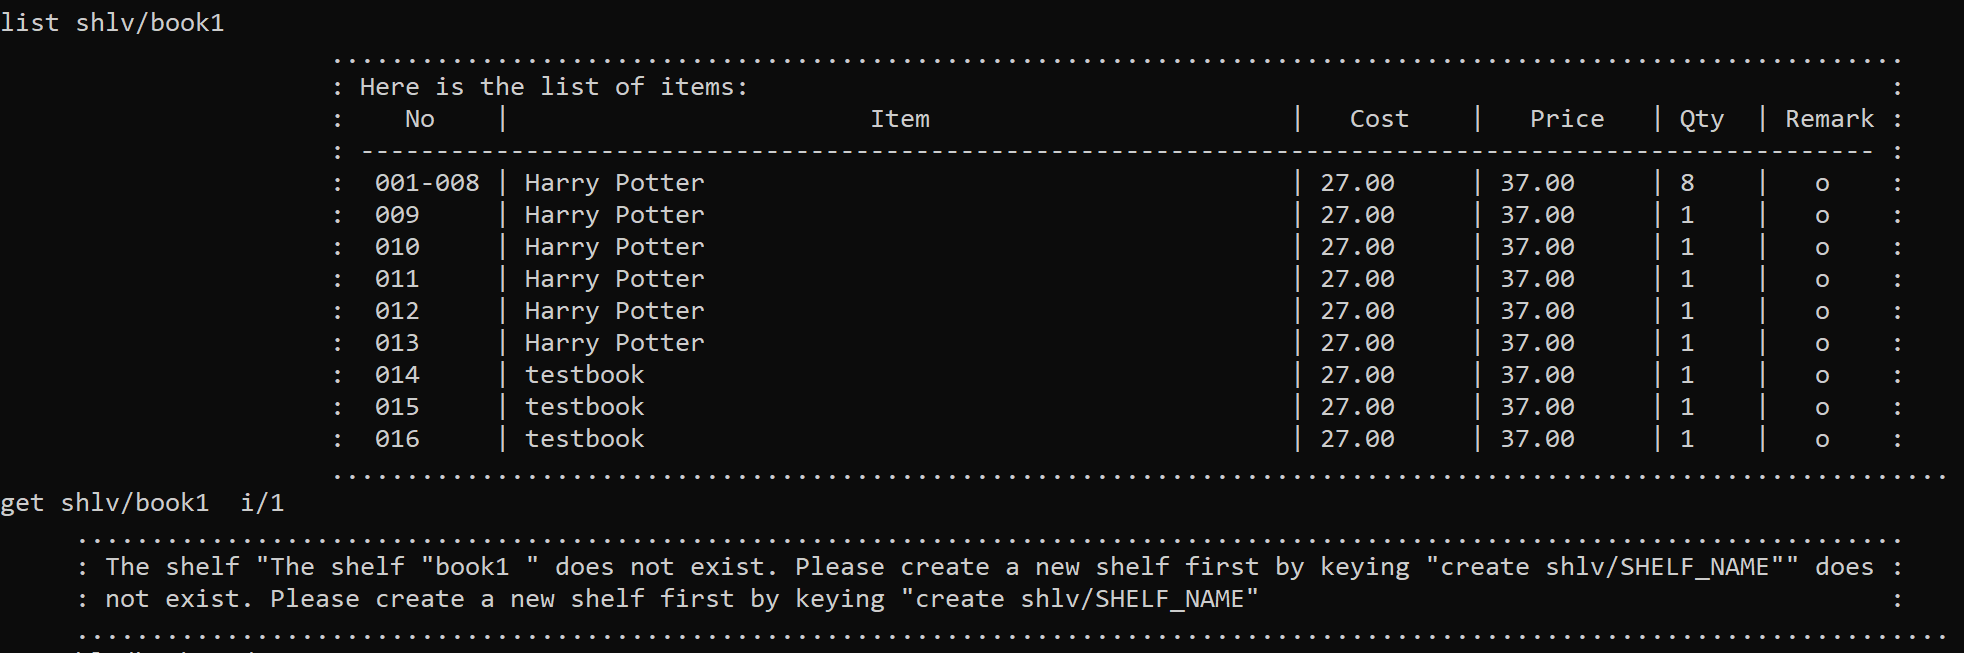 list shlv/book1
................................................................................................
: Here is the list of items: :
: No | Item | Cost | Price | Qty | Remark :
: ----------------------------------------------------------------------------------------------------- :
: 001-008 | Harry Potter | 27.00 | 37.00 | 8 | o :
: 009 | Harry Potter | 27.00 | 37.00 | 1 | o :
: 010 | Harry Potter | 27.00 | 37.00 | 1 | o :
: 011 | Harry Potter | 27.00 | 37.00 | 1 | o :
: 012 | Harry Potter | 27.00 | 37.00 | 1 | o :
: 013 | Harry Potter | 27.00 | 37.00 | 1 | o :
: 014 | testbook | 27.00 | 37.00 | 1 | o :
: 015 | testbook | 27.00 | 37.00 | 1 | o :
: 016 | testbook | 27.00 | 37.00 | 1 | o :
................................................................................................
get shlv/book1  i/1
................................................................................................
: The shelf "The shelf "book1 " does not exist. Please create a new shelf first by keying "create shlv/SHELF_NAME"" does :
: not exist. Please create a new shelf first by keying "create shlv/SHELF_NAME" :
................................................................................................